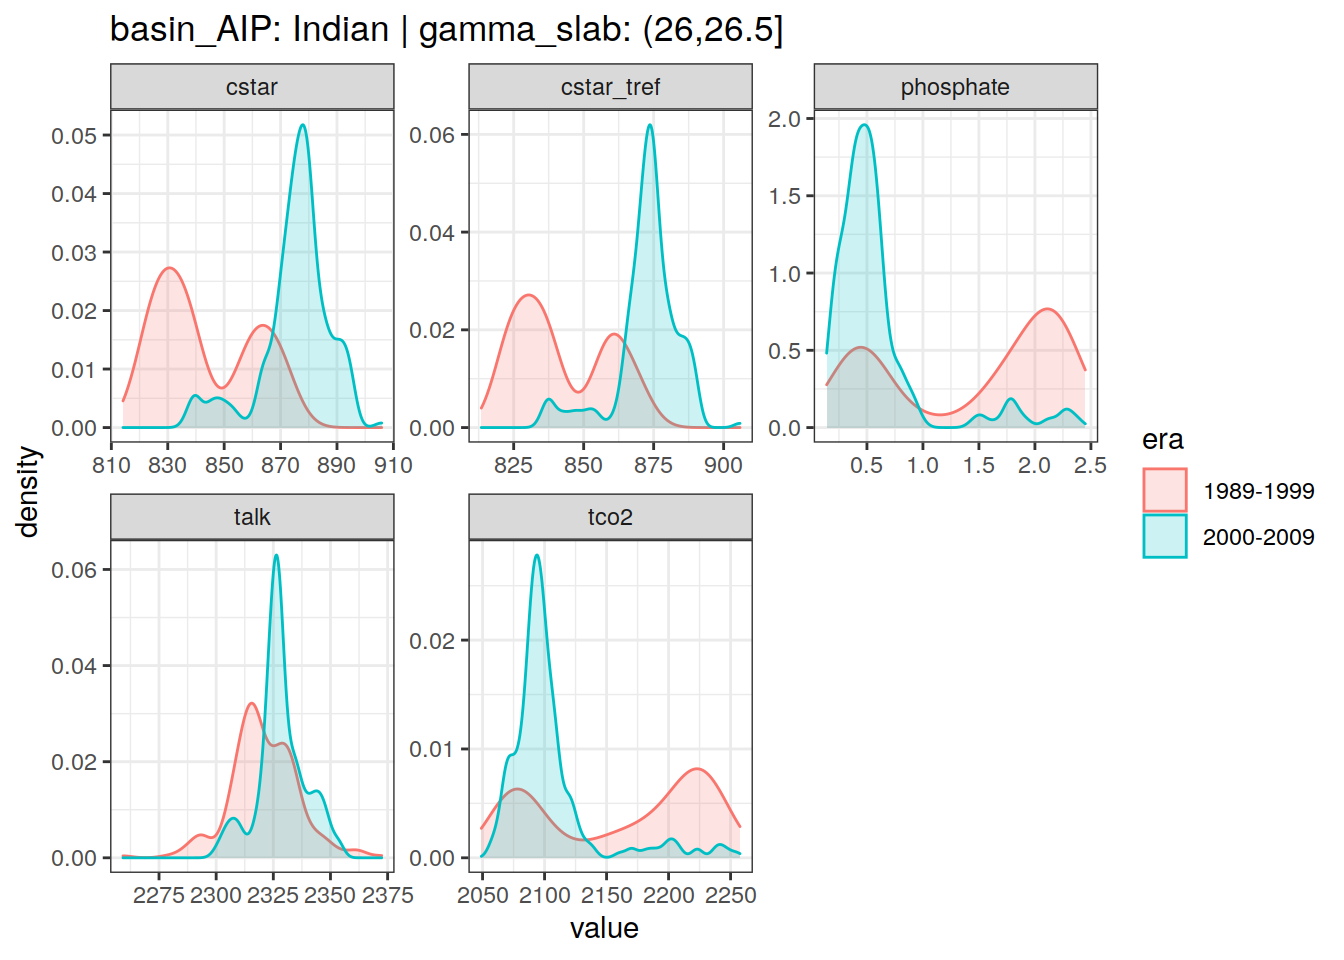 basin_AIP: Indian | gamma_slab: (26,26.5]
cstar
cstar_tref
phosphate
0.05
0.04
0.03
0.02
0.01
0.00
810 830 850 870 890 910
0.06
0.04
0.02
0.00
825 850 875 900
2.0
1.5
1.0
0.5
0.0
0.5 1.0 1.5 2.0 2.5
density
talk
tco2
0.06
0.04
0.02
0.00
2275 2300 2325 2350 2375
0.02
0.01
0.00
2050 2100 2150 2200 2250
value
era
1989-1999
2000-2009